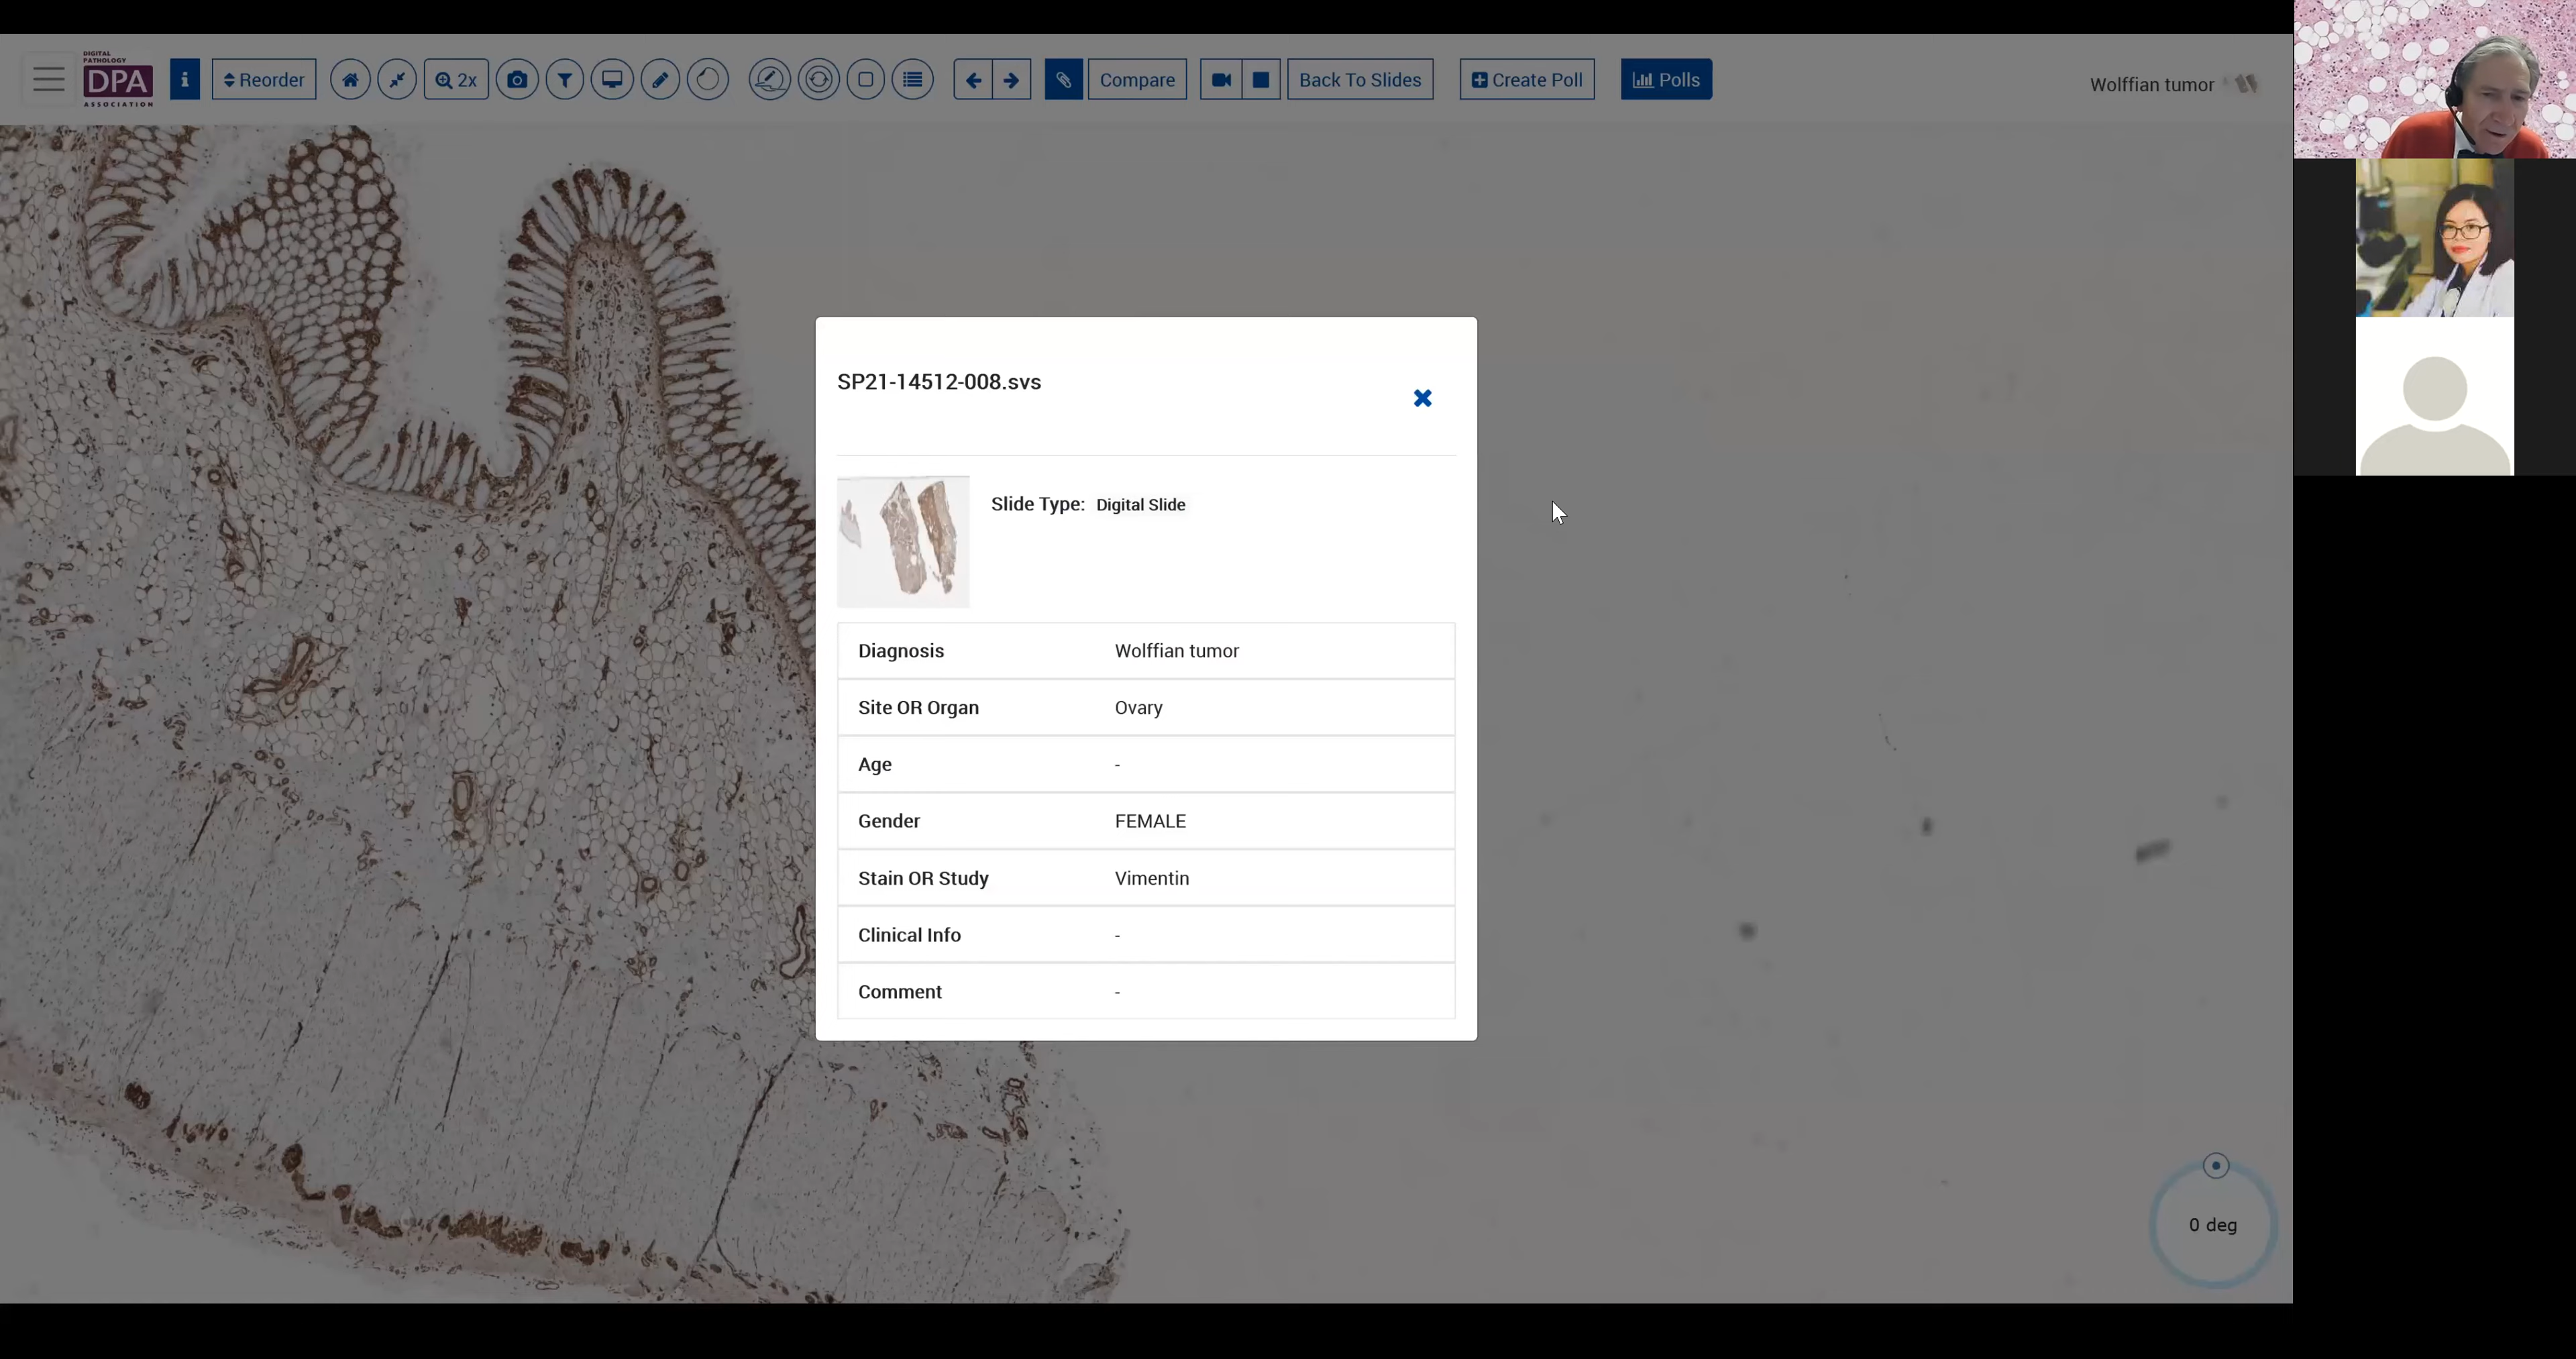 DIGITAL
PATHOLOGY
DPA
ASSOCIATION
i
Reorder
2x
Compare
Back To Slides
Create Poll
Polls
Wolffian tumor
SP21-14512-008.svs
Slide Type: Digital Slide
Diagnosis Wolffian tumor
Site OR Organ Ovary
Age -
Gender FEMALE
Stain OR Study Vimentin
Clinical Info -
Comment -
0 deg